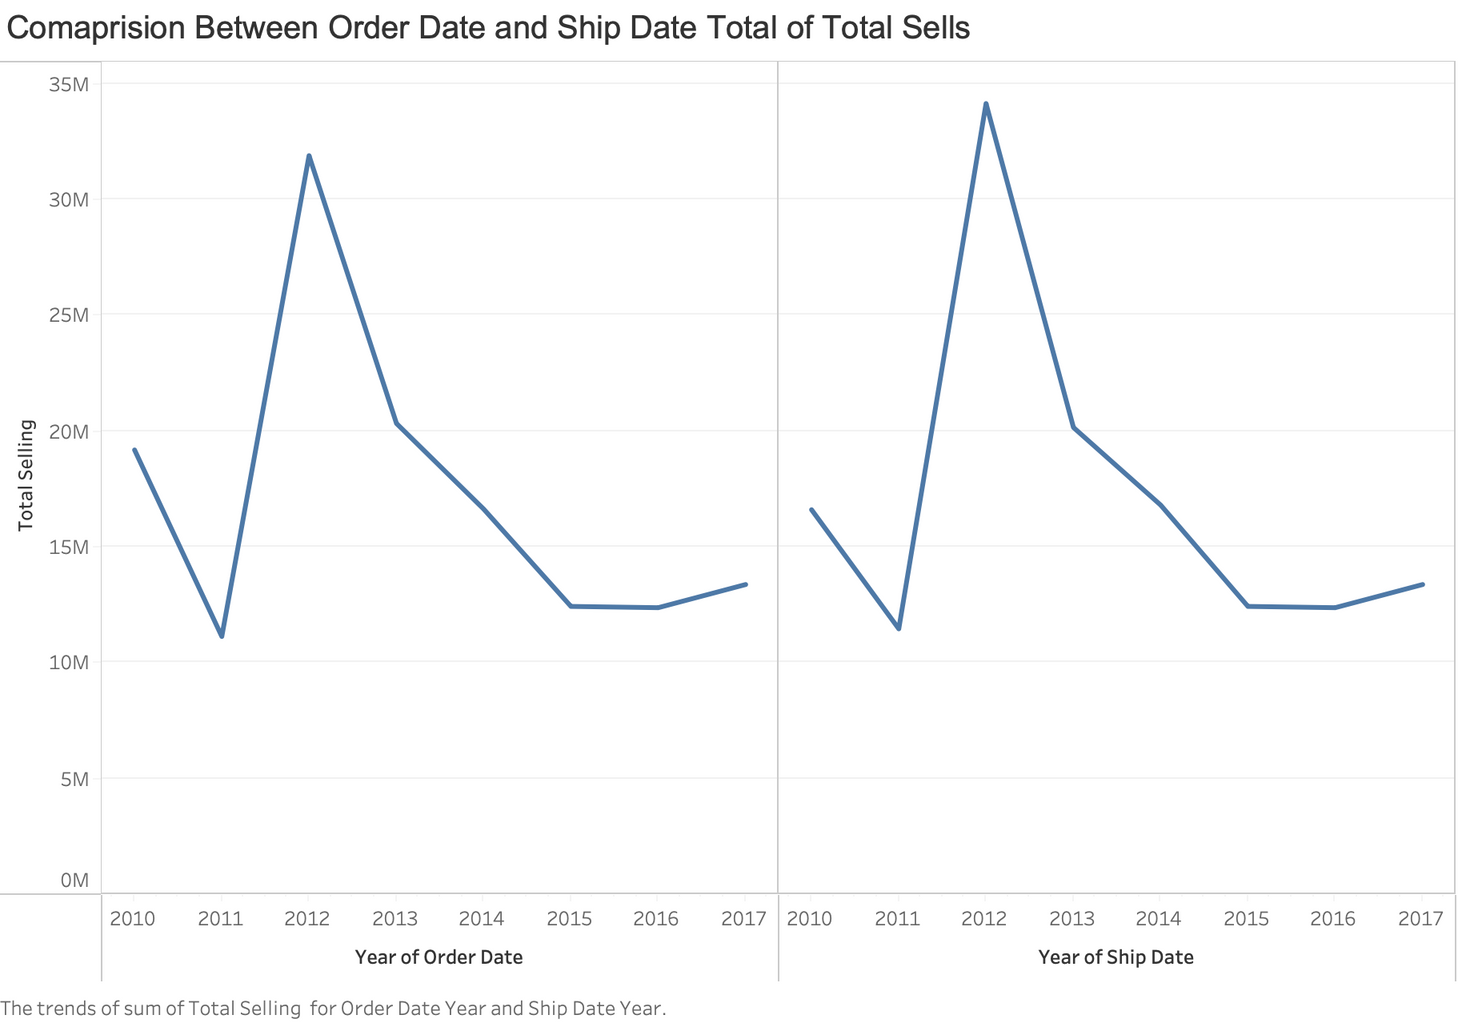 Comaprision Between Order Date and Ship Date Total of Total Sells
35M
30M
25M
20M
15M
10M
5M
0M
Total Selling
2010 2011 2012 2013 2014 2015 2016 2017 2010 2011 2012 2013 2014 2015 2016 2017
Year of Order Date Year of Ship Date
The trends of sum of Total Selling  for Order Date Year and Ship Date Year.